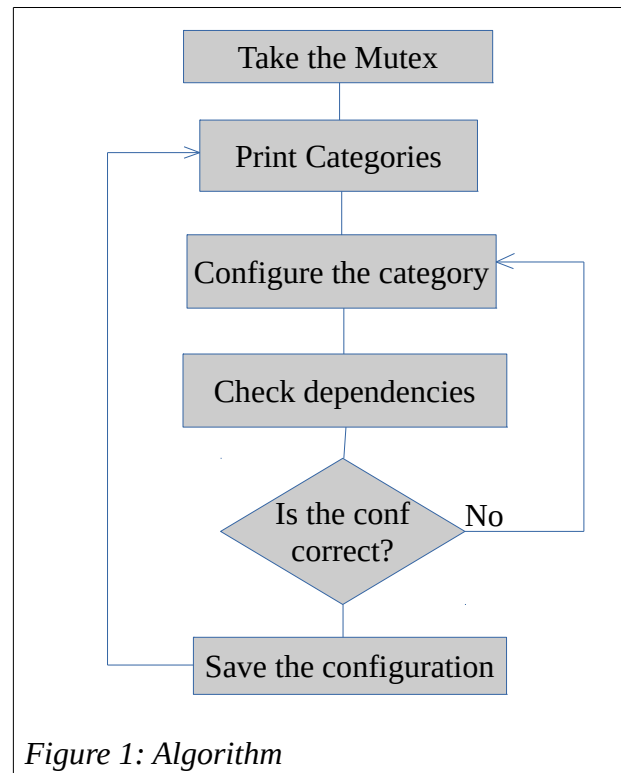 Take the Mutex
Print Categories
Configure the category
Check dependencies
Is the conf
correct?
No
Save the configuration
Figure 1: Algorithm